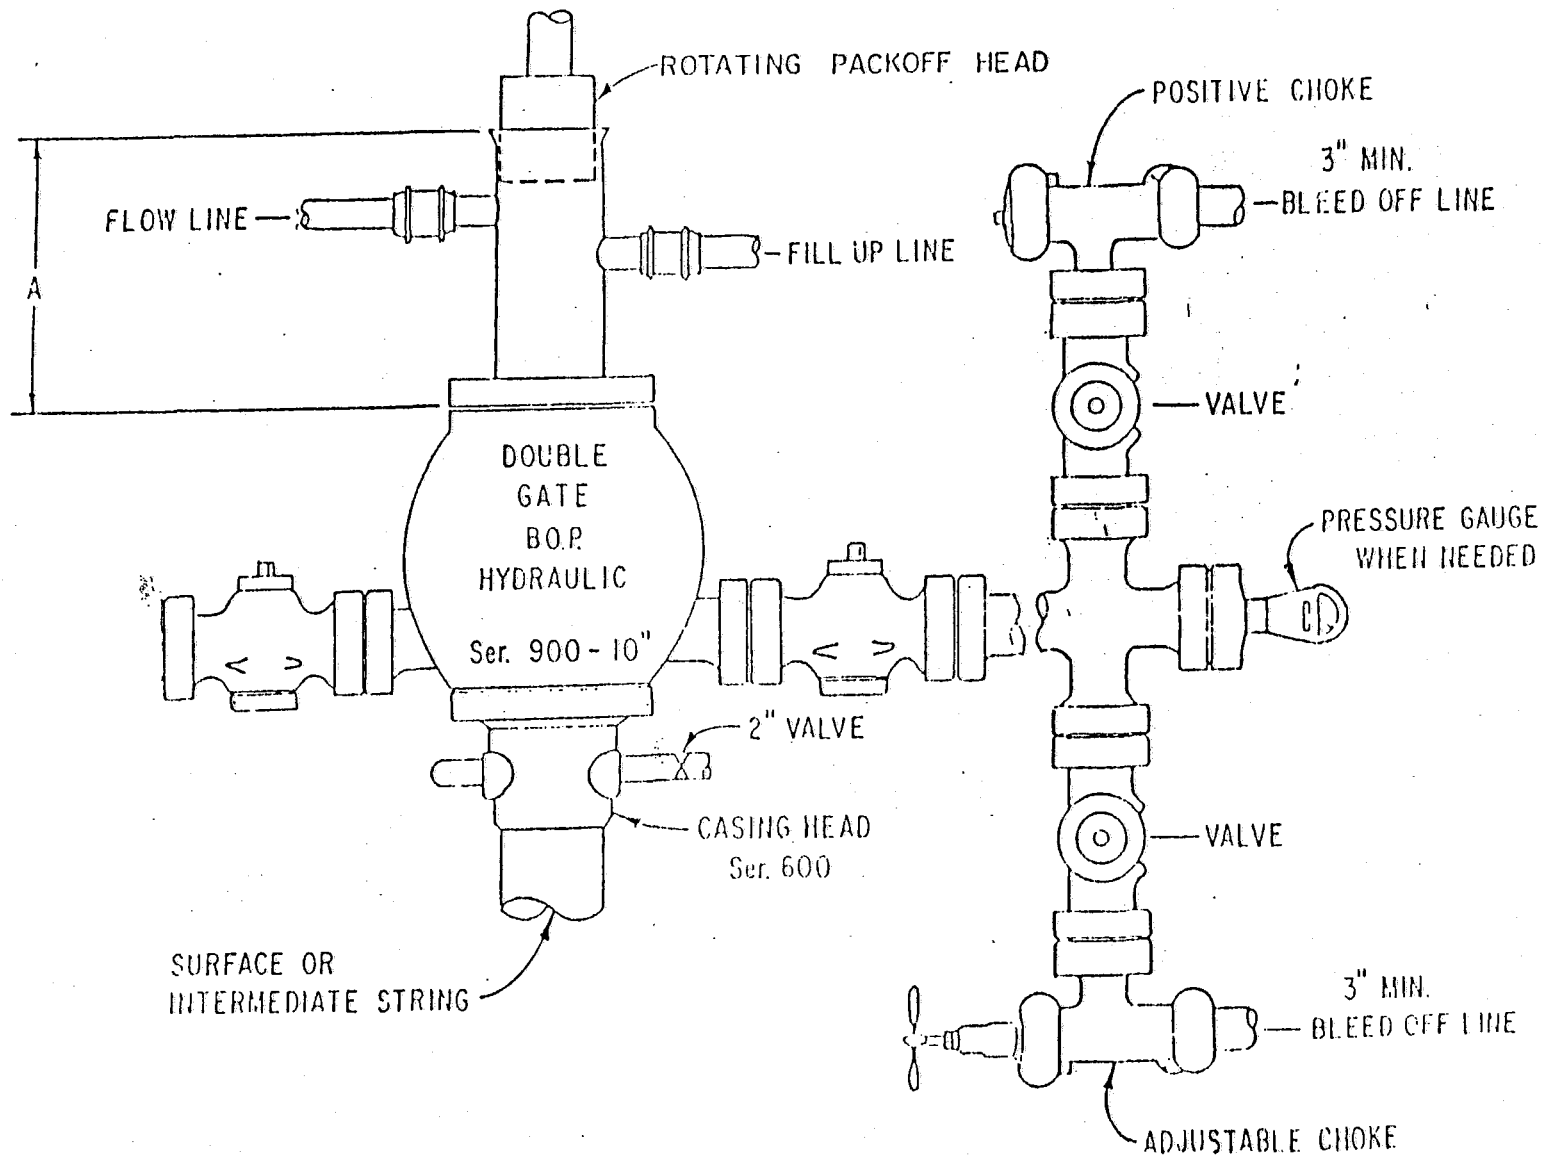 ROTATING PACKOFF HEAD
POSITIVE CHOKE
3" MIN.
BLEED OFF LINE
FLOW LINE
FILL UP LINE
A
VALVE
DOUBLE
GATE
B.O.P.
HYDRAULIC
Ser. 900-10"
PRESSURE GAUGE
WHEN NEEDED
2" VALVE
CASING HEAD
Ser. 600
VALVE
SURFACE OR
INTERMEDIATE STRING
3" MIN.
BLEED OFF LINE
ADJUSTABLE CHOKE